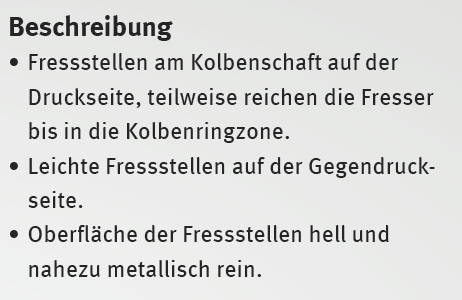 Beschreibung
• Fressstellen am Kolbenschaft auf der
Druckseite, teilweise reichen die Fresser
bis in die Kolbenringzone.
• Leichte Fressstellen auf der Gegendruck-
seite.
• Oberfläche der Fressstellen hell und
nahezu metallisch rein.